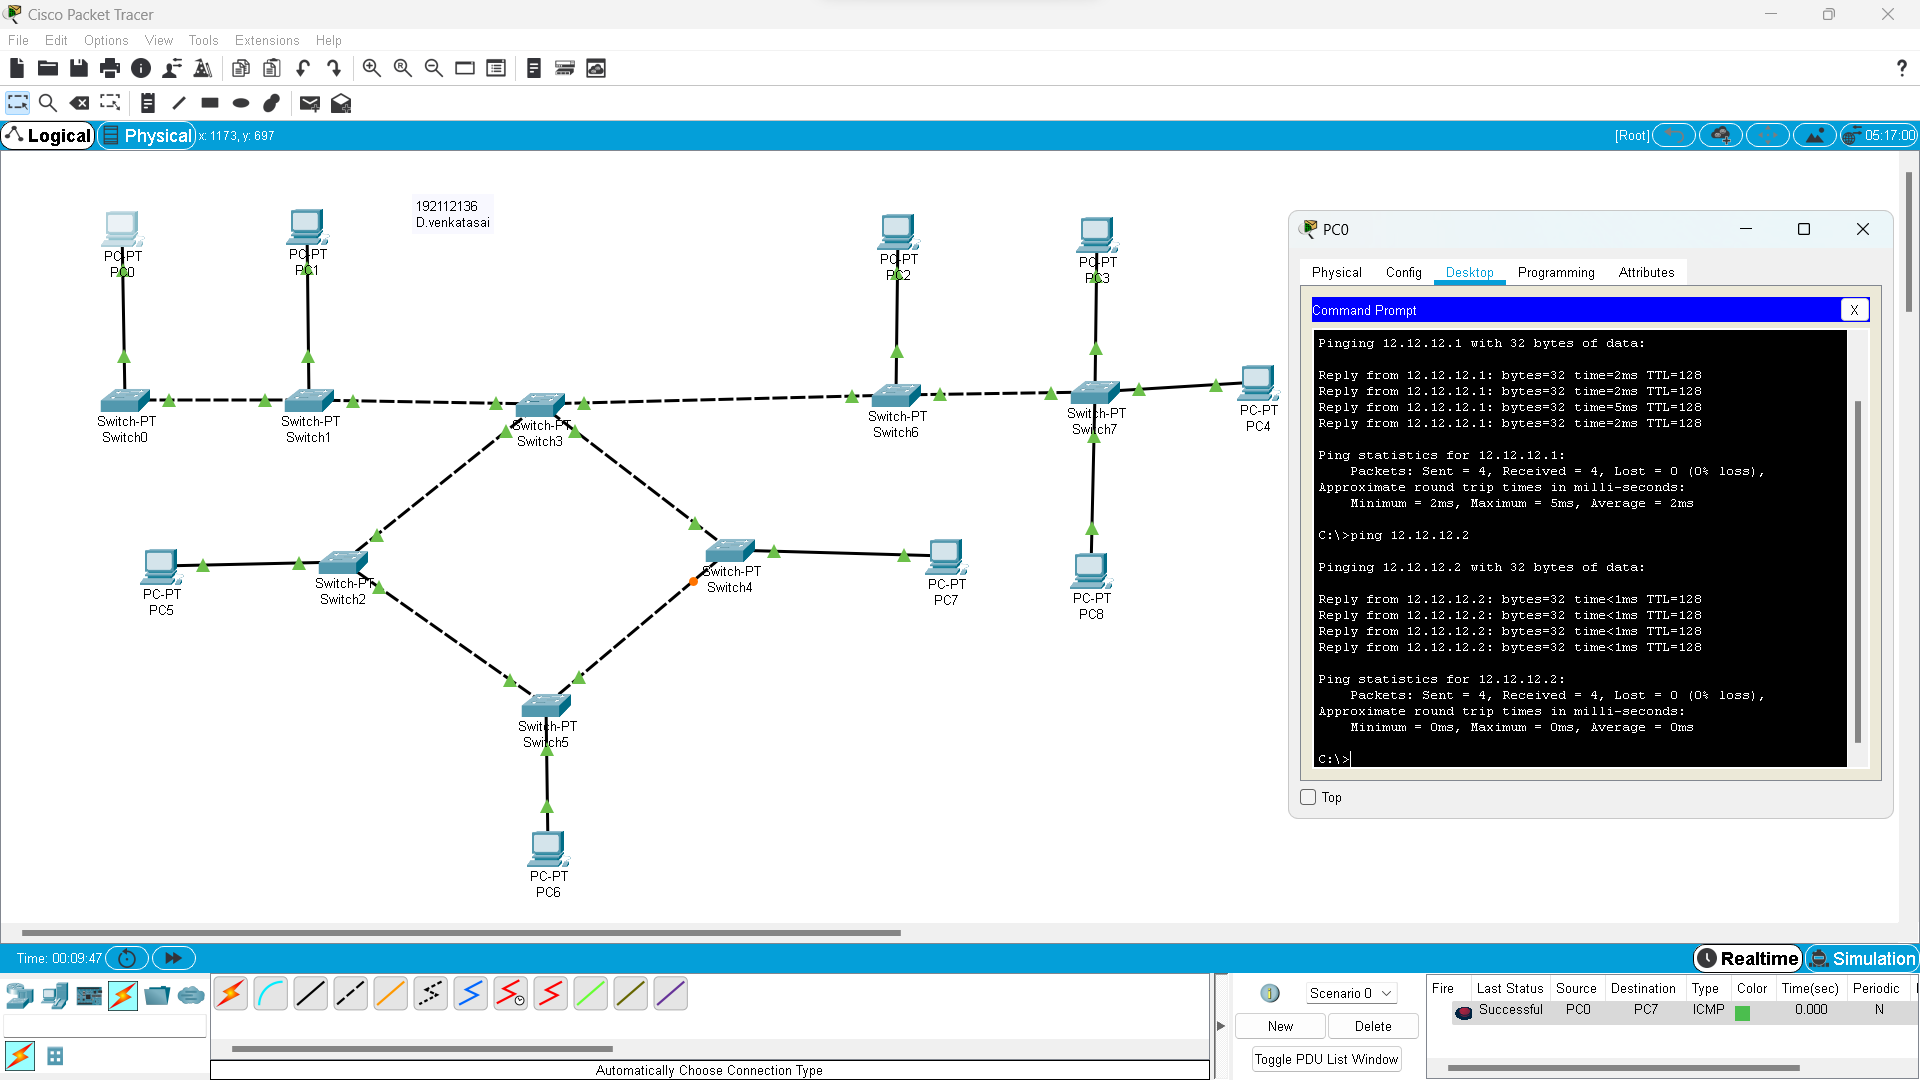 Cisco Packet Tracer
File Edit Options View Tools Extensions Help
?
Logical Physical x: 1173, y: 697 [Root] 05:17:00
192112136
D.venkatasai
PC-PT
PC0
PC-PT
PC1
PC-PT
PC2
PC-PT
PC3
PC-PT
PC4
Switch-PT
Switch0
Switch-PT
Switch1
Switch-PT
Switch3
Switch-PT
Switch6
Switch-PT
Switch7
PC-PT
PC5
Switch-PT
Switch2
Switch-PT
Switch4
PC-PT
PC7
PC-PT
PC8
Switch-PT
Switch5
PC-PT
PC6
PC0
Physical Config Desktop Programming Attributes
Command Prompt X
Pinging 12.12.12.1 with 32 bytes of data:
Reply from 12.12.12.1: bytes=32 time=2ms TTL=128
Reply from 12.12.12.1: bytes=32 time=2ms TTL=128
Reply from 12.12.12.1: bytes=32 time=5ms TTL=128
Reply from 12.12.12.1: bytes=32 time=2ms TTL=128
Ping statistics for 12.12.12.1:
Packets: Sent = 4, Received = 4, Lost = 0 (0% loss),
Approximate round trip times in milli-seconds:
Minimum = 2ms, Maximum = 5ms, Average = 2ms
C:\>ping 12.12.12.2
Pinging 12.12.12.2 with 32 bytes of data:
Reply from 12.12.12.2: bytes=32 time<1ms TTL=128
Reply from 12.12.12.2: bytes=32 time<1ms TTL=128
Reply from 12.12.12.2: bytes=32 time<1ms TTL=128
Reply from 12.12.12.2: bytes=32 time<1ms TTL=128
Ping statistics for 12.12.12.2:
Packets: Sent = 4, Received = 4, Lost = 0 (0% loss),
Approximate round trip times in milli-seconds:
Minimum = 0ms, Maximum = 0ms, Average = 0ms
C:\>
Top
Time: 00:09:47 Realtime Simulation
Scenario 0
New Delete
Toggle PDU List Window
Fire Last Status Source Destination Type Color Time(sec) Periodic
Successful PC0 PC7 ICMP 0.000 N
Automatically Choose Connection Type